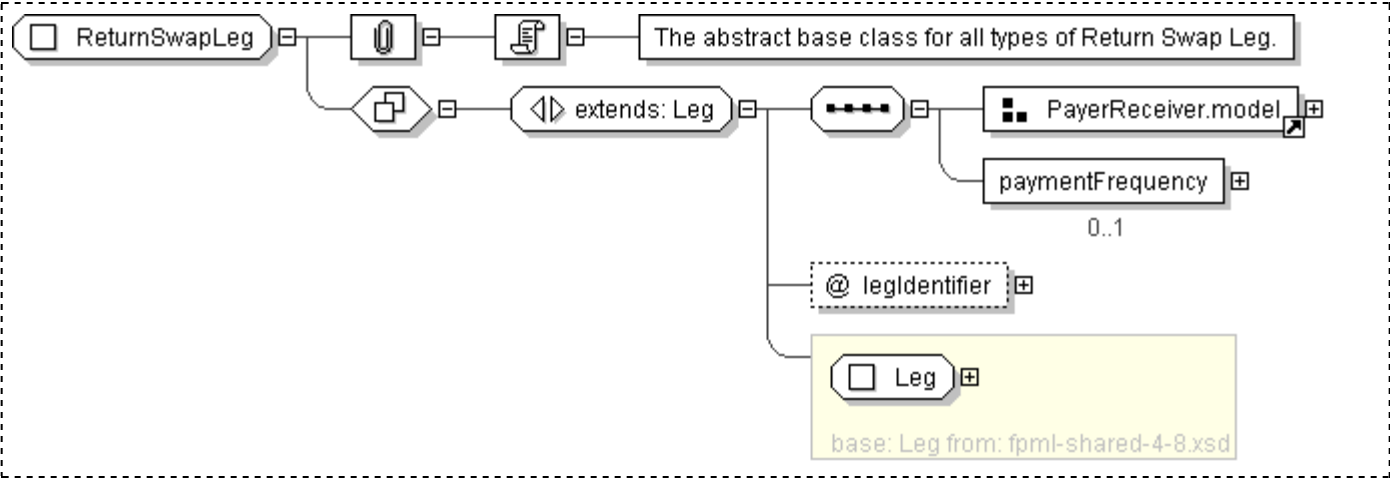 ReturnSwapLeg
The abstract base class for all types of Return Swap Leg.
extends: Leg
PayerReceiver.model
paymentFrequency
0..1
@ legIdentifier
Leg
base: Leg from: fpml-shared-4-8.xsd